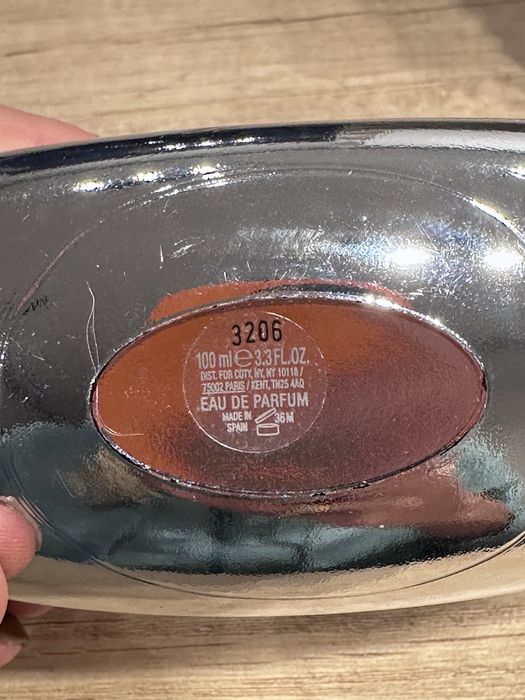 3206
100 ml ℮ 3.3 FL.OZ.
DIST. FOR COTY, NY, NY 10118 /
75002 PARIS / KENT, TN25 4AQ
EAU DE PARFUM
MADE IN
SPAIN
36M